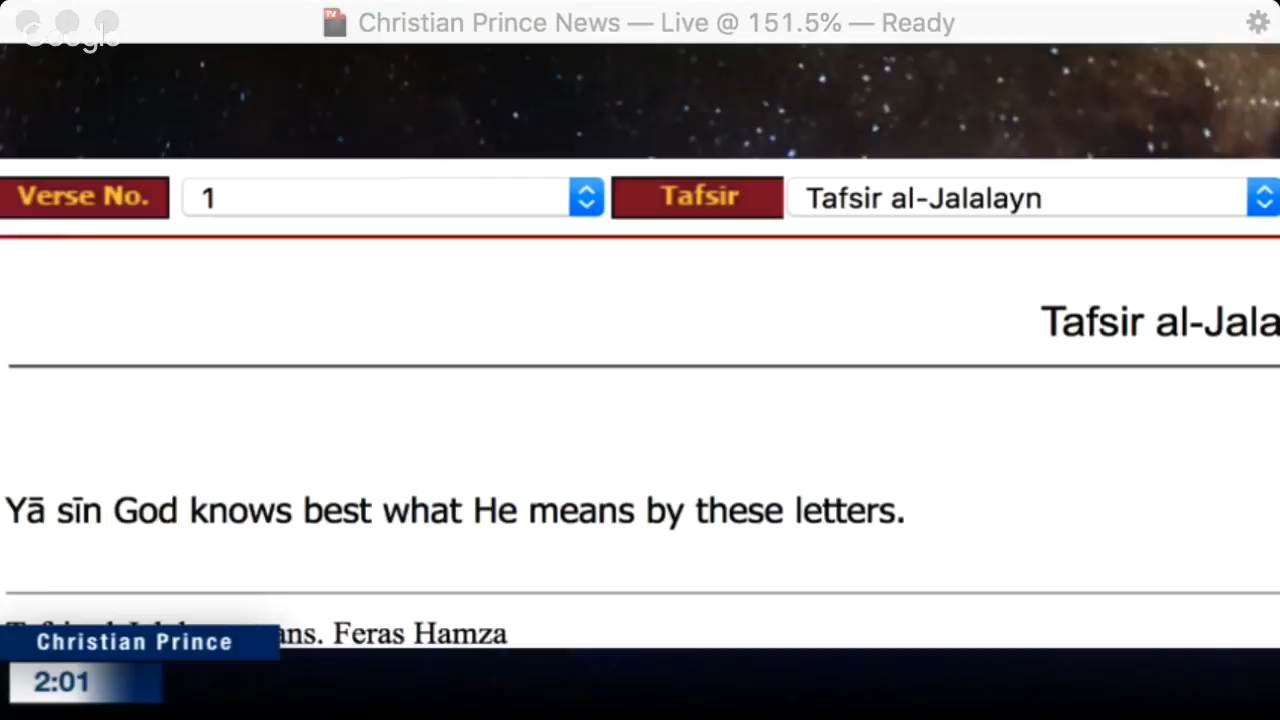 Christian Prince News — Live @ 151.5% — Ready
Google
Verse No. 1 Tafsir Tafsir al-Jalalayn
Tafsir al-Jala
Yā sīn God knows best what He means by these letters.
ans. Feras Hamza
Christian Prince
2:01